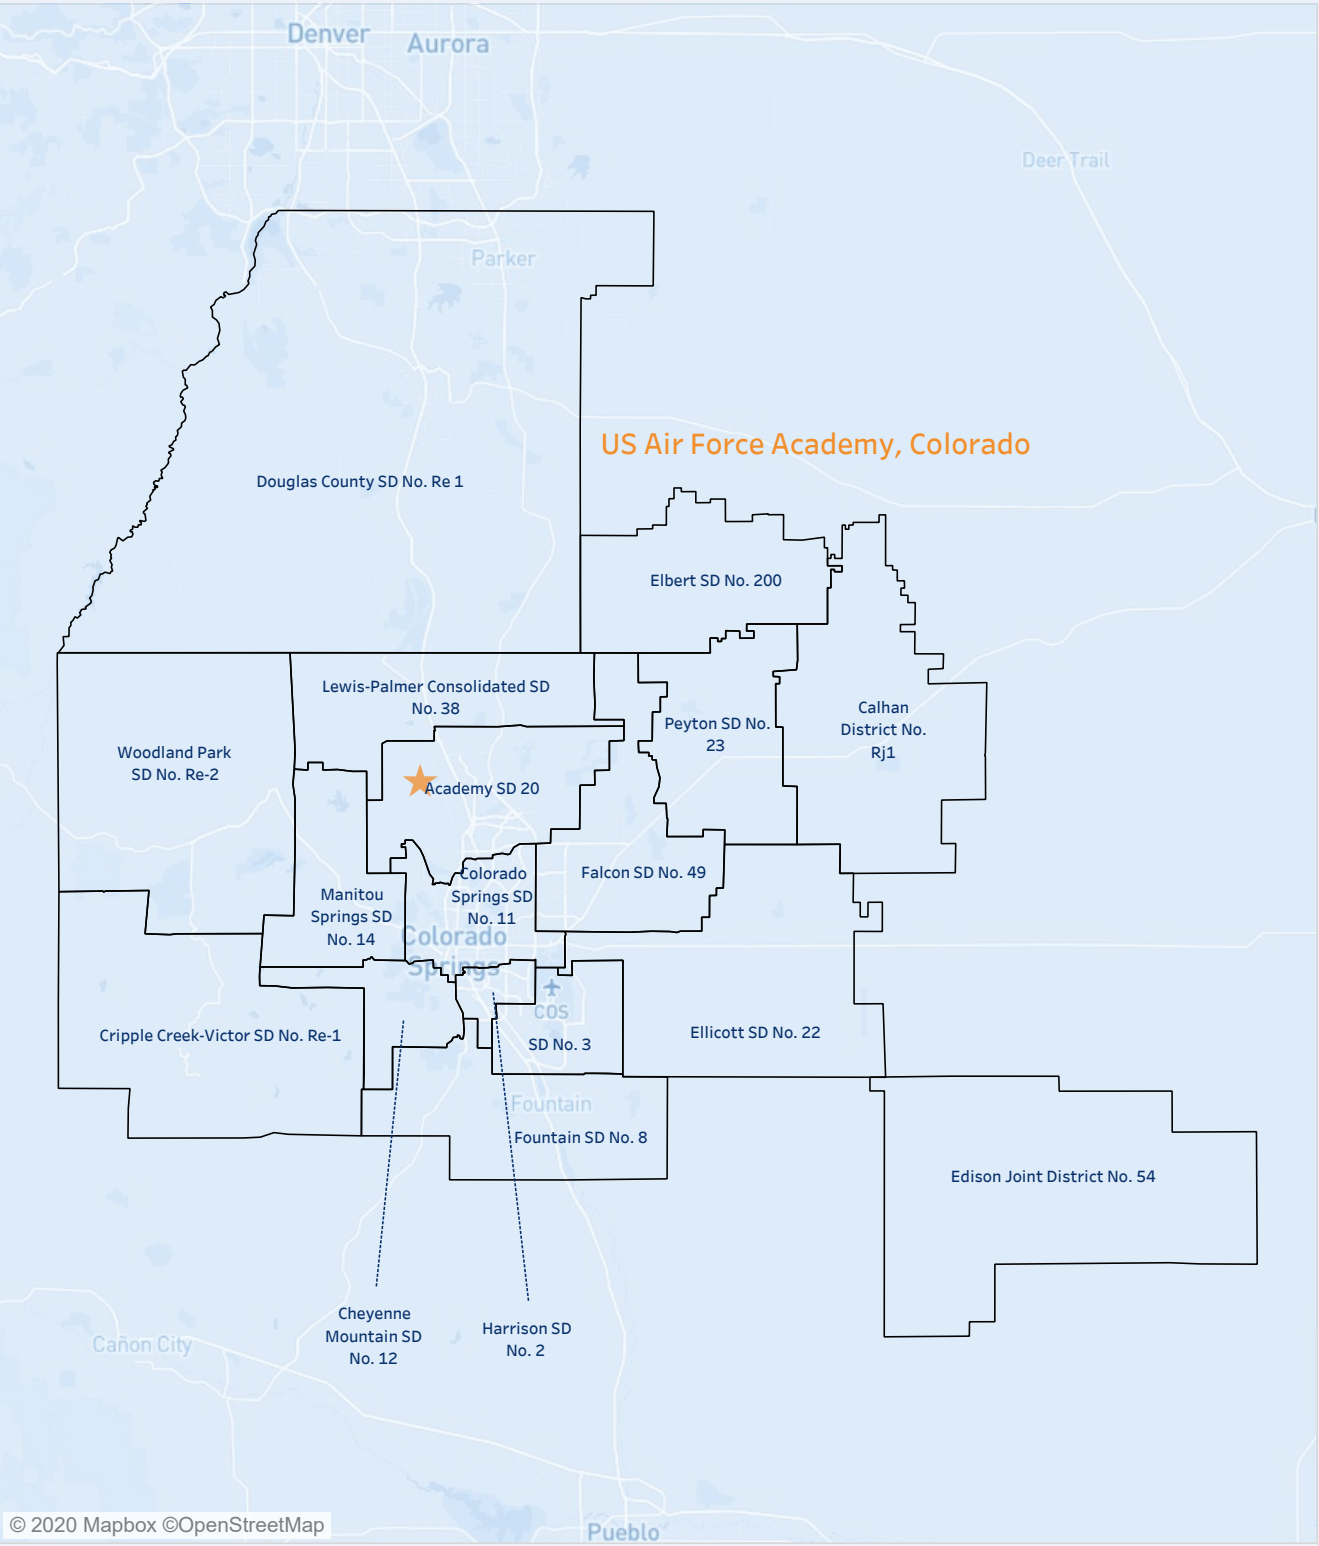 Denver
Aurora
Deer Trail
Parker
US Air Force Academy, Colorado
Douglas County SD No. Re 1
Elbert SD No. 200
Lewis-Palmer Consolidated SD
No. 38
Calhan
District No.
Rj1
Peyton SD No.
23
Woodland Park
SD No. Re-2
Academy SD 20
Falcon SD No. 49
Colorado
Springs SD
No. 11
Manitou
Springs SD
No. 14
Colorado
Springs
COS
Cripple Creek-Victor SD No. Re-1
SD No. 3
Ellicott SD No. 22
Fountain
Fountain SD No. 8
Edison Joint District No. 54
Cheyenne
Mountain SD
No. 12
Harrison SD
No. 2
Cañon City
Pueblo
© 2020 Mapbox ©OpenStreetMap